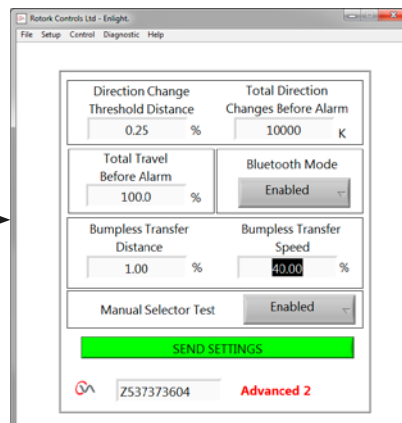 Rotork Controls Ltd - Enlight.
File Setup Control Diagnostic Help
Direction Change Total Direction
Threshold Distance Changes Before Alarm
0.25 % 10000 K
Total Travel
Before Alarm
100.0 %
Bluetooth Mode
Enabled
Bumpless Transfer Bumpless Transfer
Distance Speed
1.00 % 40.00 %
Manual Selector Test Enabled
SEND SETTINGS
Z537373604 Advanced 2